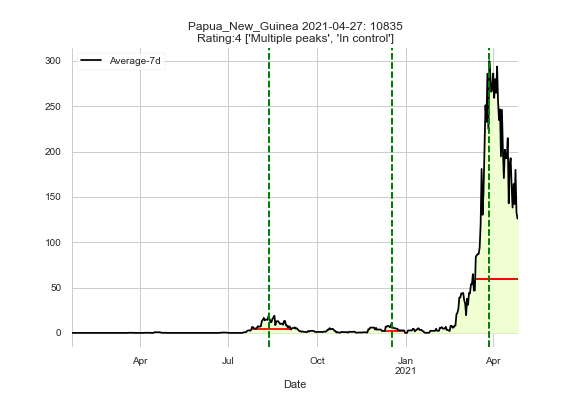 Papua_New_Guinea 2021-04-27: 10835
Rating:4 ['Multiple peaks', 'In control']
Average-7d
300
250
200
150
100
50
0
Apr
Jul
Oct
Jan
2021
Apr
Date